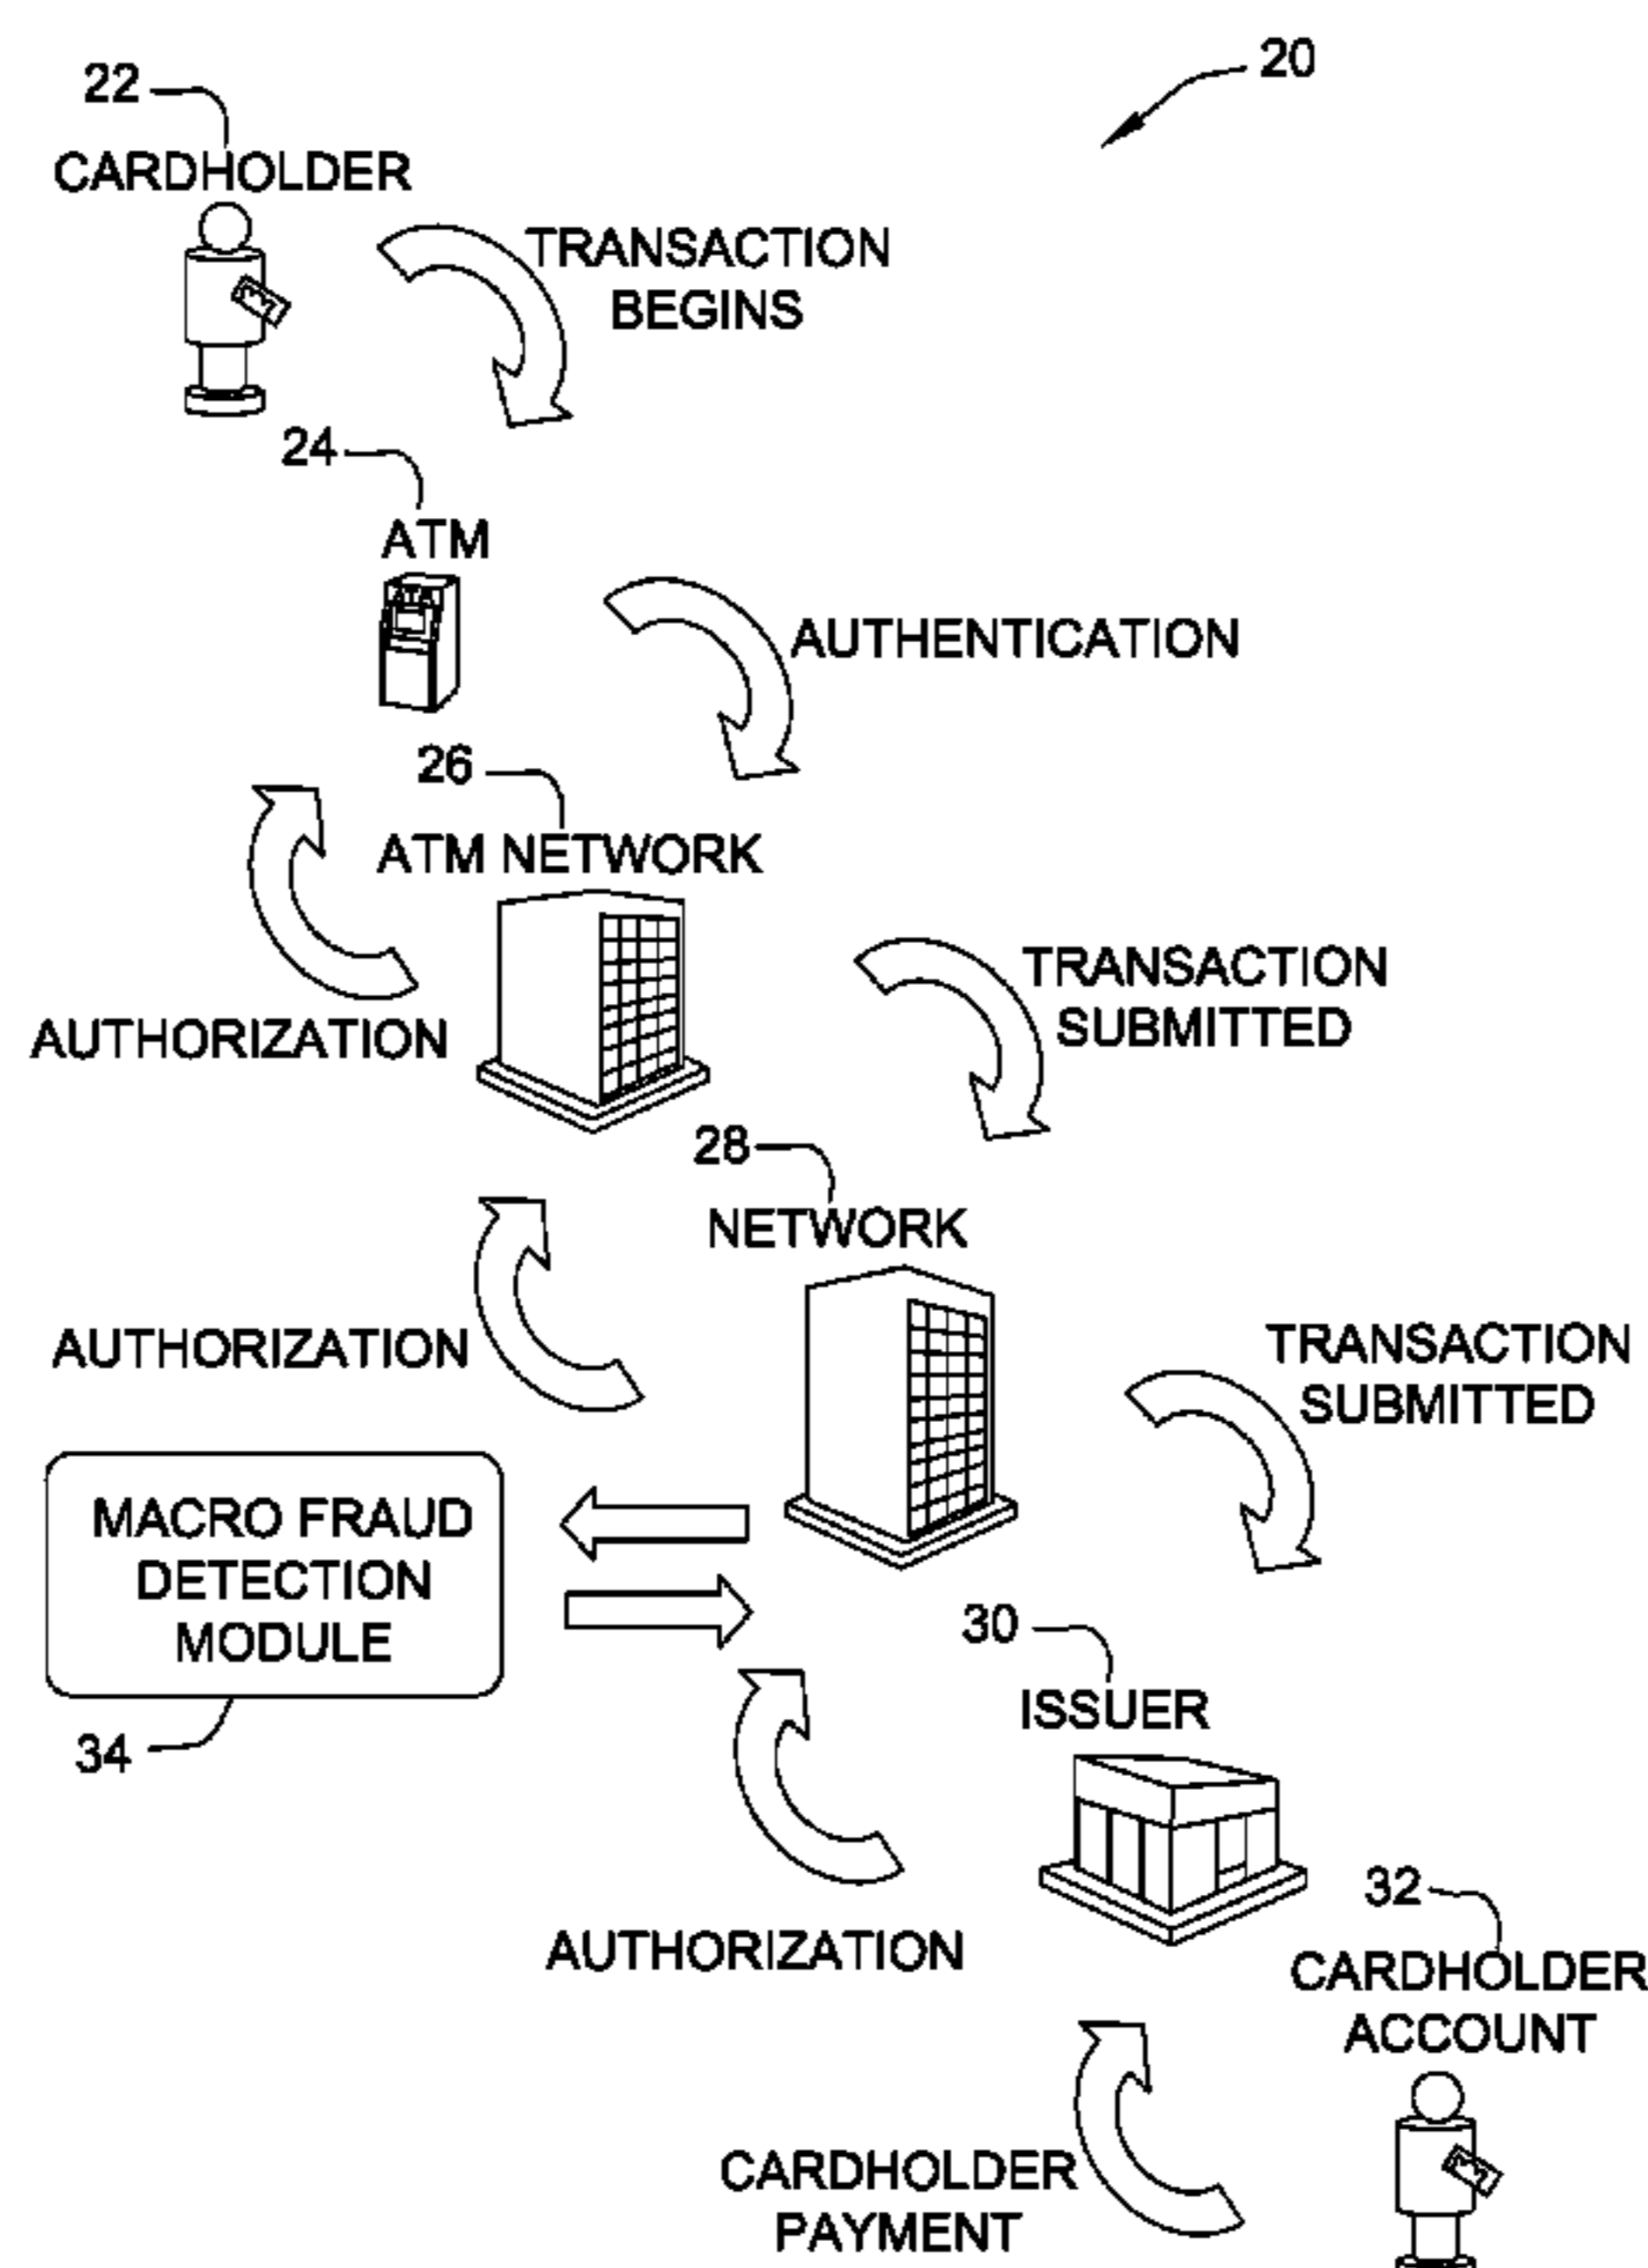 20
22
CARDHOLDER
TRANSACTION
BEGINS
24
ATM
AUTHENTICATION
26
ATM NETWORK
TRANSACTION
SUBMITTED
AUTHORIZATION
28
NETWORK
AUTHORIZATION
TRANSACTION
SUBMITTED
MACRO FRAUD
DETECTION
MODULE
34
30
ISSUER
32
AUTHORIZATION
CARDHOLDER
ACCOUNT
CARDHOLDER
PAYMENT